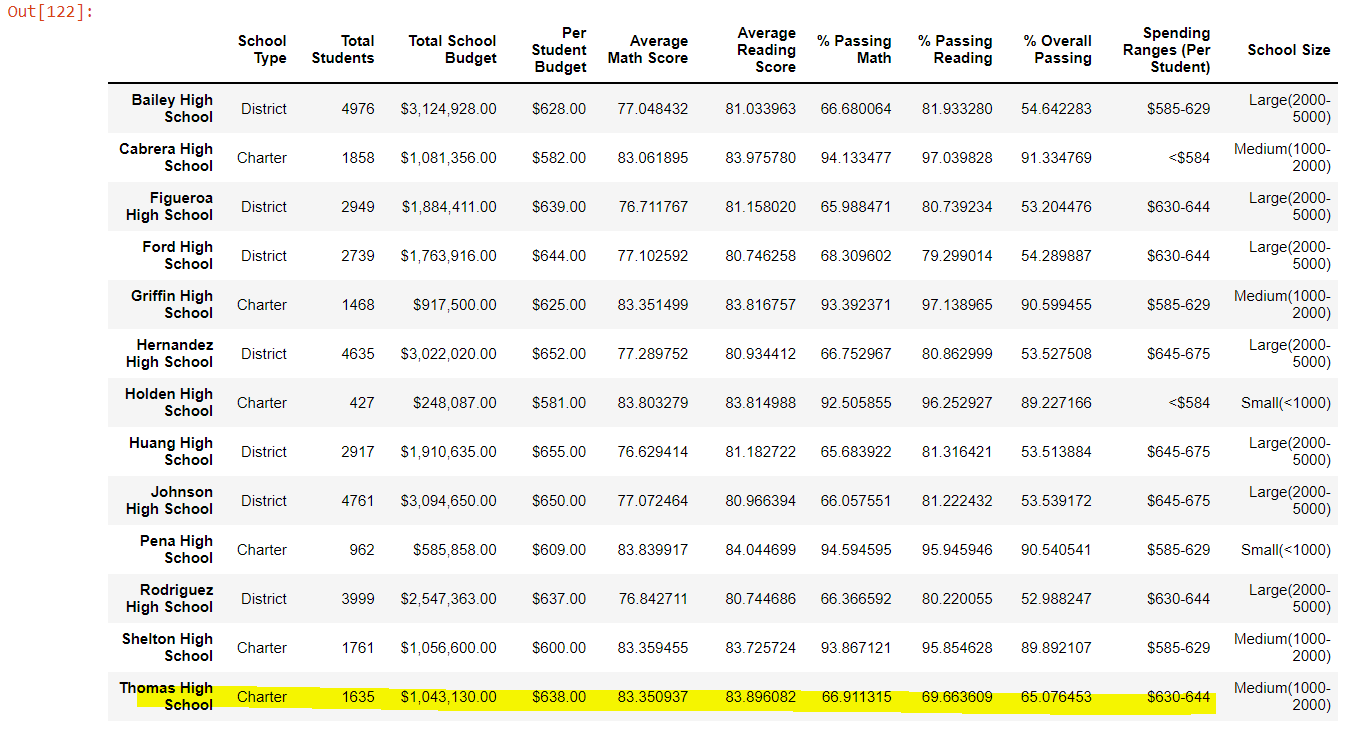 Out[122]:
School Type Total Students Total School Budget Per Student Budget Average Math Score Average Reading Score % Passing Math % Passing Reading % Overall Passing Spending Ranges (Per Student) School Size
Bailey High School District 4976 $3,124,928.00 $628.00 77.048432 81.033963 66.680064 81.933280 54.642283 $585-629 Large(2000-5000)
Cabrera High School Charter 1858 $1,081,356.00 $582.00 83.061895 83.975780 94.133477 97.039828 91.334769 <$584 Medium(1000-2000)
Figueroa High School District 2949 $1,884,411.00 $639.00 76.711767 81.158020 65.988471 80.739234 53.204476 $630-644 Large(2000-5000)
Ford High School District 2739 $1,763,916.00 $644.00 77.102592 80.746258 68.309602 79.299014 54.289887 $630-644 Large(2000-5000)
Griffin High School Charter 1468 $917,500.00 $625.00 83.351499 83.816757 93.392371 97.138965 90.599455 $585-629 Medium(1000-2000)
Hernandez High School District 4635 $3,022,020.00 $652.00 77.289752 80.934412 66.752967 80.862999 53.527508 $645-675 Large(2000-5000)
Holden High School Charter 427 $248,087.00 $581.00 83.803279 83.814988 92.505855 96.252927 89.227166 <$584 Small(<1000)
Huang High School District 2917 $1,910,635.00 $655.00 76.629414 81.182722 65.683922 81.316421 53.513884 $645-675 Large(2000-5000)
Johnson High School District 4761 $3,094,650.00 $650.00 77.072464 80.966394 66.057551 81.222432 53.539172 $645-675 Large(2000-5000)
Pena High School Charter 962 $585,858.00 $609.00 83.839917 84.044699 94.594595 95.945946 90.540541 $585-629 Small(<1000)
Rodriguez High School District 3999 $2,547,363.00 $637.00 76.842711 80.744686 66.366592 80.220055 52.988247 $630-644 Large(2000-5000)
Shelton High School Charter 1761 $1,056,600.00 $600.00 83.359455 83.725724 93.867121 95.854628 89.892107 $585-629 Medium(1000-2000)
Thomas High School Charter 1635 $1,043,130.00 $638.00 83.350937 83.896082 66.911315 69.663609 65.076453 $630-644 Medium(1000-2000)